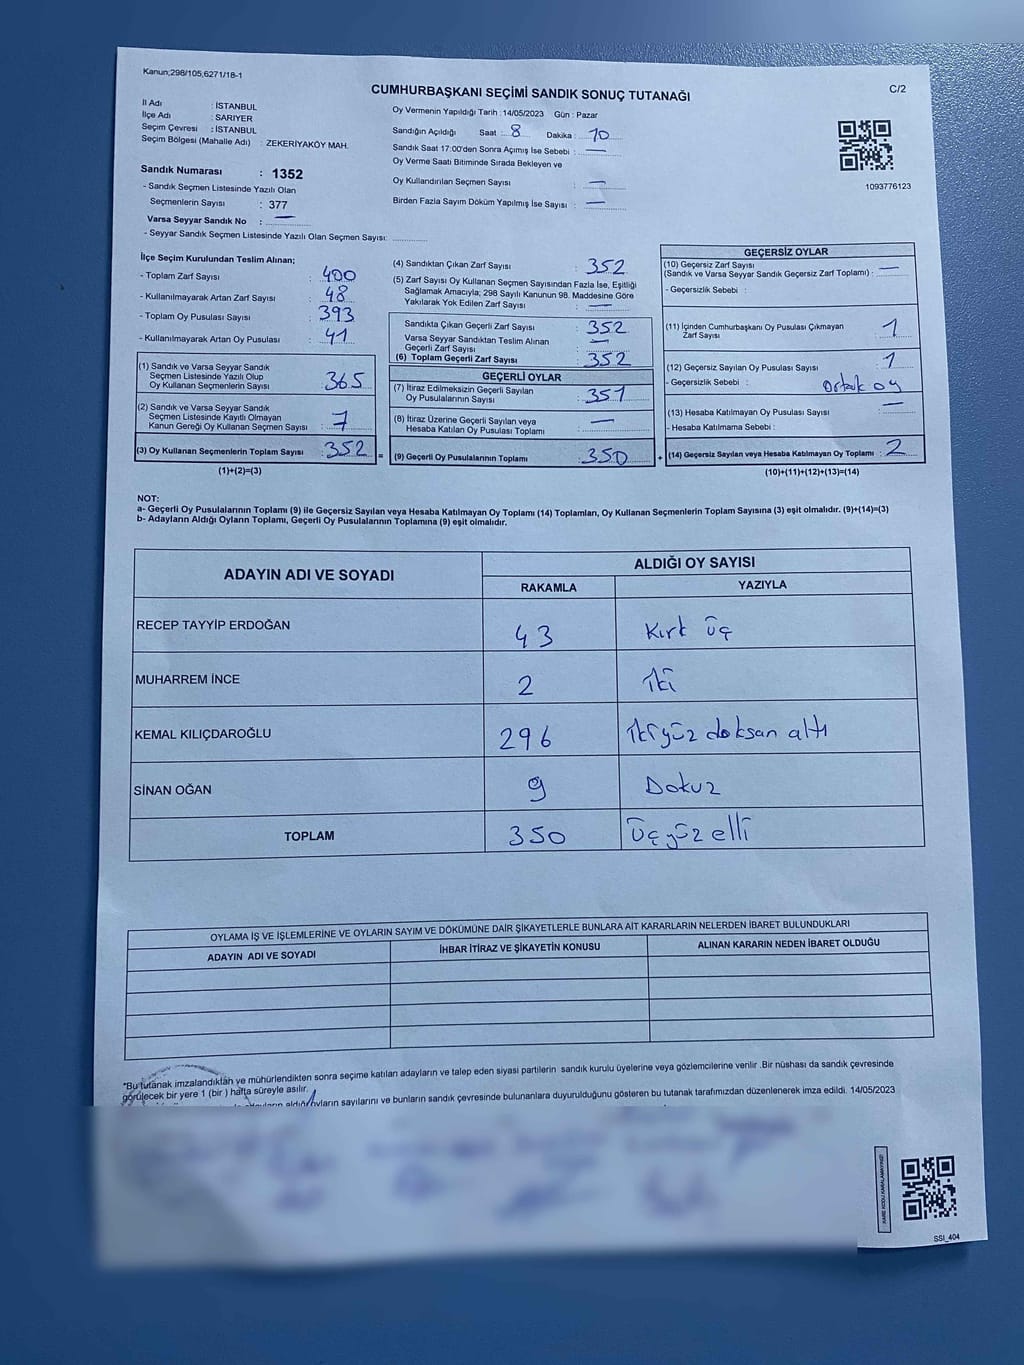 Kanun;298/105,6271/18-1
C/2
CUMHURBAŞKANI SEÇİMİ SANDIK SONUÇ TUTANAĞI
İl Adı : İSTANBUL
İlçe Adı : SARIYER
Seçim Çevresi : İSTANBUL
Seçim Bölgesi (Mahalle Adı) : ZEKERİYAKÖY MAH.
Sandık Numarası : 1352
- Sandık Seçmen Listesinde Yazılı Olan
Seçmenlerin Sayısı : 377
Varsa Seyyar Sandık No : —
- Seyyar Sandık Seçmen Listesinde Yazılı Olan Seçmen Sayısı:
Oy Vermenin Yapıldığı Tarih :14/05/2023 Gün : Pazar
Sandığın Açıldığı Saat : 8 Dakika : 10
Sandık Saat 17:00'den Sonra Açımış İse Sebebi : —
Oy Verme Saati Bitiminde Sırada Bekleyen ve
Oy Kullandırılan Seçmen Sayısı : —
Birden Fazla Sayım Döküm Yapılmış İse Sayısı : —
1093776123
İlçe Seçim Kurulundan Teslim Alınan;
- Toplam Zarf Sayısı : 400
- Kullanılmayarak Artan Zarf Sayısı : 48
- Toplam Oy Pusulası Sayısı : 393
- Kullanılmayarak Artan Oy Pusulası : 41
(1) Sandık ve Varsa Seyyar Sandık
Seçmen Listesinde Yazılı Olup
Oy Kullanan Seçmenlerin Sayısı : 365
(2) Sandık ve Varsa Seyyar Sandık
Seçmen Listesinde Kayıtlı Olmayan
Kanun Gereği Oy Kullanan Seçmen Sayısı : 7
(3) Oy Kullanan Seçmenlerin Toplam Sayısı : 352 =
(1)+(2)=(3)
(4) Sandıktan Çıkan Zarf Sayısı : 352
(5) Zarf Sayısı Oy Kullanan Seçmen Sayısından Fazla İse, Eşitliği
Sağlamak Amacıyla; 298 Sayılı Kanunun 98. Maddesine Göre
Yakılarak Yok Edilen Zarf Sayısı : —
Sandıkta Çıkan Geçerli Zarf Sayısı : 352
Varsa Seyyar Sandıktan Teslim Alınan
Geçerli Zarf Sayısı : —
(6) Toplam Geçerli Zarf Sayısı : 352
GEÇERLİ OYLAR
(7) İtiraz Edilmeksizin Geçerli Sayılan
Oy Pusulalarının Sayısı : 351
(8) İtiraz Üzerine Geçerli Sayılan veya
Hesaba Katılan Oy Pusulası Toplamı : —
(9) Geçerli Oy Pusulalarının Toplamı : 350 +
GEÇERSİZ OYLAR
(10) Geçersiz Zarf Sayısı
(Sandık ve Varsa Seyyar Sandık Geçersiz Zarf Toplamı) : —
- Geçersizlik Sebebi :
(11) İçinden Cumhurbaşkanı Oy Pusulası Çıkmayan
Zarf Sayısı : 1
(12) Geçersiz Sayılan Oy Pusulası Sayısı : 1
- Geçersizlik Sebebi : Ortak oy
(13) Hesaba Katılmayan Oy Pusulası Sayısı : —
- Hesaba Katılmama Sebebi :
(14) Geçersiz Sayılan veya Hesaba Katılmayan Oy Toplamı : 2
(10)+(11)+(12)+(13)=(14)
NOT:
a- Geçerli Oy Pusulalarının Toplamı (9) ile Geçersiz Sayılan veya Hesaba Katılmayan Oy Toplamı (14) Toplamları, Oy Kullanan Seçmenlerin Toplam Sayısına (3) eşit olmalıdır. (9)+(14)=(3)
b- Adayların Aldığı Oyların Toplamı, Geçerli Oy Pusulalarının Toplamına (9) eşit olmalıdır.
ADAYIN ADI VE SOYADI
ALDIĞI OY SAYISI
RAKAMLA YAZIYLA
RECEP TAYYİP ERDOĞAN 43 Kırk üç
MUHARREM İNCE 2 İki
KEMAL KILIÇDAROĞLU 296 İkiyüz doksan altı
SİNAN OĞAN 9 Dokuz
TOPLAM 350 Üçyüz elli
OYLAMA İŞ VE İŞLEMLERİNE VE OYLARIN SAYIM VE DÖKÜMÜNE DAİR ŞİKAYETLERLE BUNLARA AİT KARARLARIN NELERDEN İBARET BULUNDUKLARI
ADAYIN ADI VE SOYADI İHBAR İTİRAZ VE ŞİKAYETİN KONUSU ALINAN KARARIN NEDEN İBARET OLDUĞU
*Bu tutanak imzalandıktan ve mühürlendikten sonra seçime katılan adayların ve talep eden siyasi partilerin sandık kurulu üyelerine veya gözlemcilerine verilir .Bir nüshası da sandık çevresinde
görülecek bir yere 1 (bir ) hafta süreyle asılır.
aldığı oyların sayılarını ve bunların sandık çevresinde bulunanlara duyurulduğunu gösteren bu tutanak tarafımızdan düzenlenerek imza edildi. 14/05/2023
SSI_404